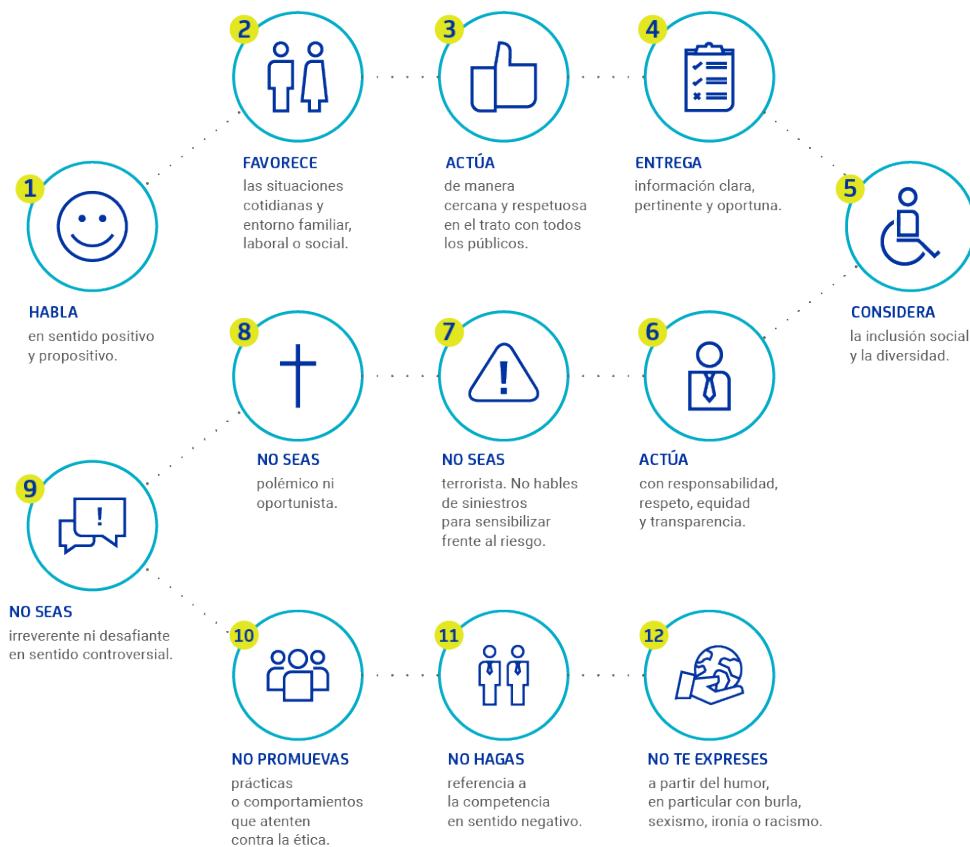 1
HABLA
en sentido positivo
y propositivo.
2
FAVORECE
las situaciones
cotidianas y
entorno familiar,
laboral o social.
3
ACTÚA
de manera
cercana y respetuosa
en el trato con todos
los públicos.
4
ENTREGA
información clara,
pertinente y oportuna.
5
CONSIDERA
la inclusión social
y la diversidad.
6
ACTÚA
con responsabilidad,
respeto, equidad
y transparencia.
7
!
NO SEAS
terrorista. No hables
de siniestros
para sensibilizar
frente al riesgo.
8
NO SEAS
polémico ni
oportunista.
9
!
NO SEAS
irreverente ni desafiante
en sentido controversial.
10
NO PROMUEVAS
prácticas
o comportamientos
que atenten
contra la ética.
11
NO HAGAS
referencia a
la competencia
en sentido negativo.
12
NO TE EXPRESES
a partir del humor,
en particular con burla,
sexismo, ironía o racismo.